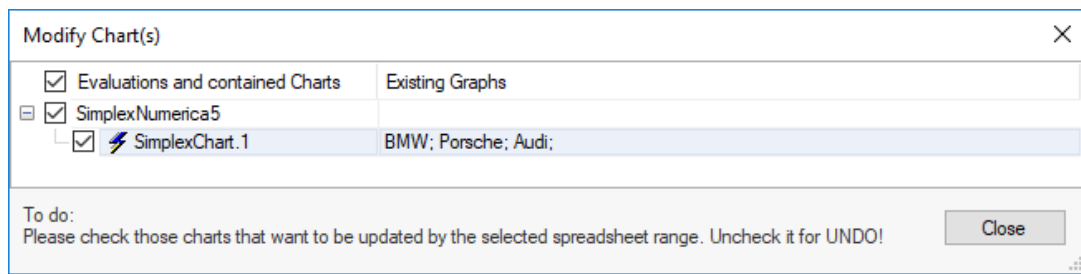 Modify Chart(s)
Evaluations and contained Charts Existing Graphs
SimplexNumerica5
SimplexChart.1 BMW; Porsche; Audi;
To do:
Please check those charts that want to be updated by the selected spreadsheet range. Uncheck it for UNDO!
Close